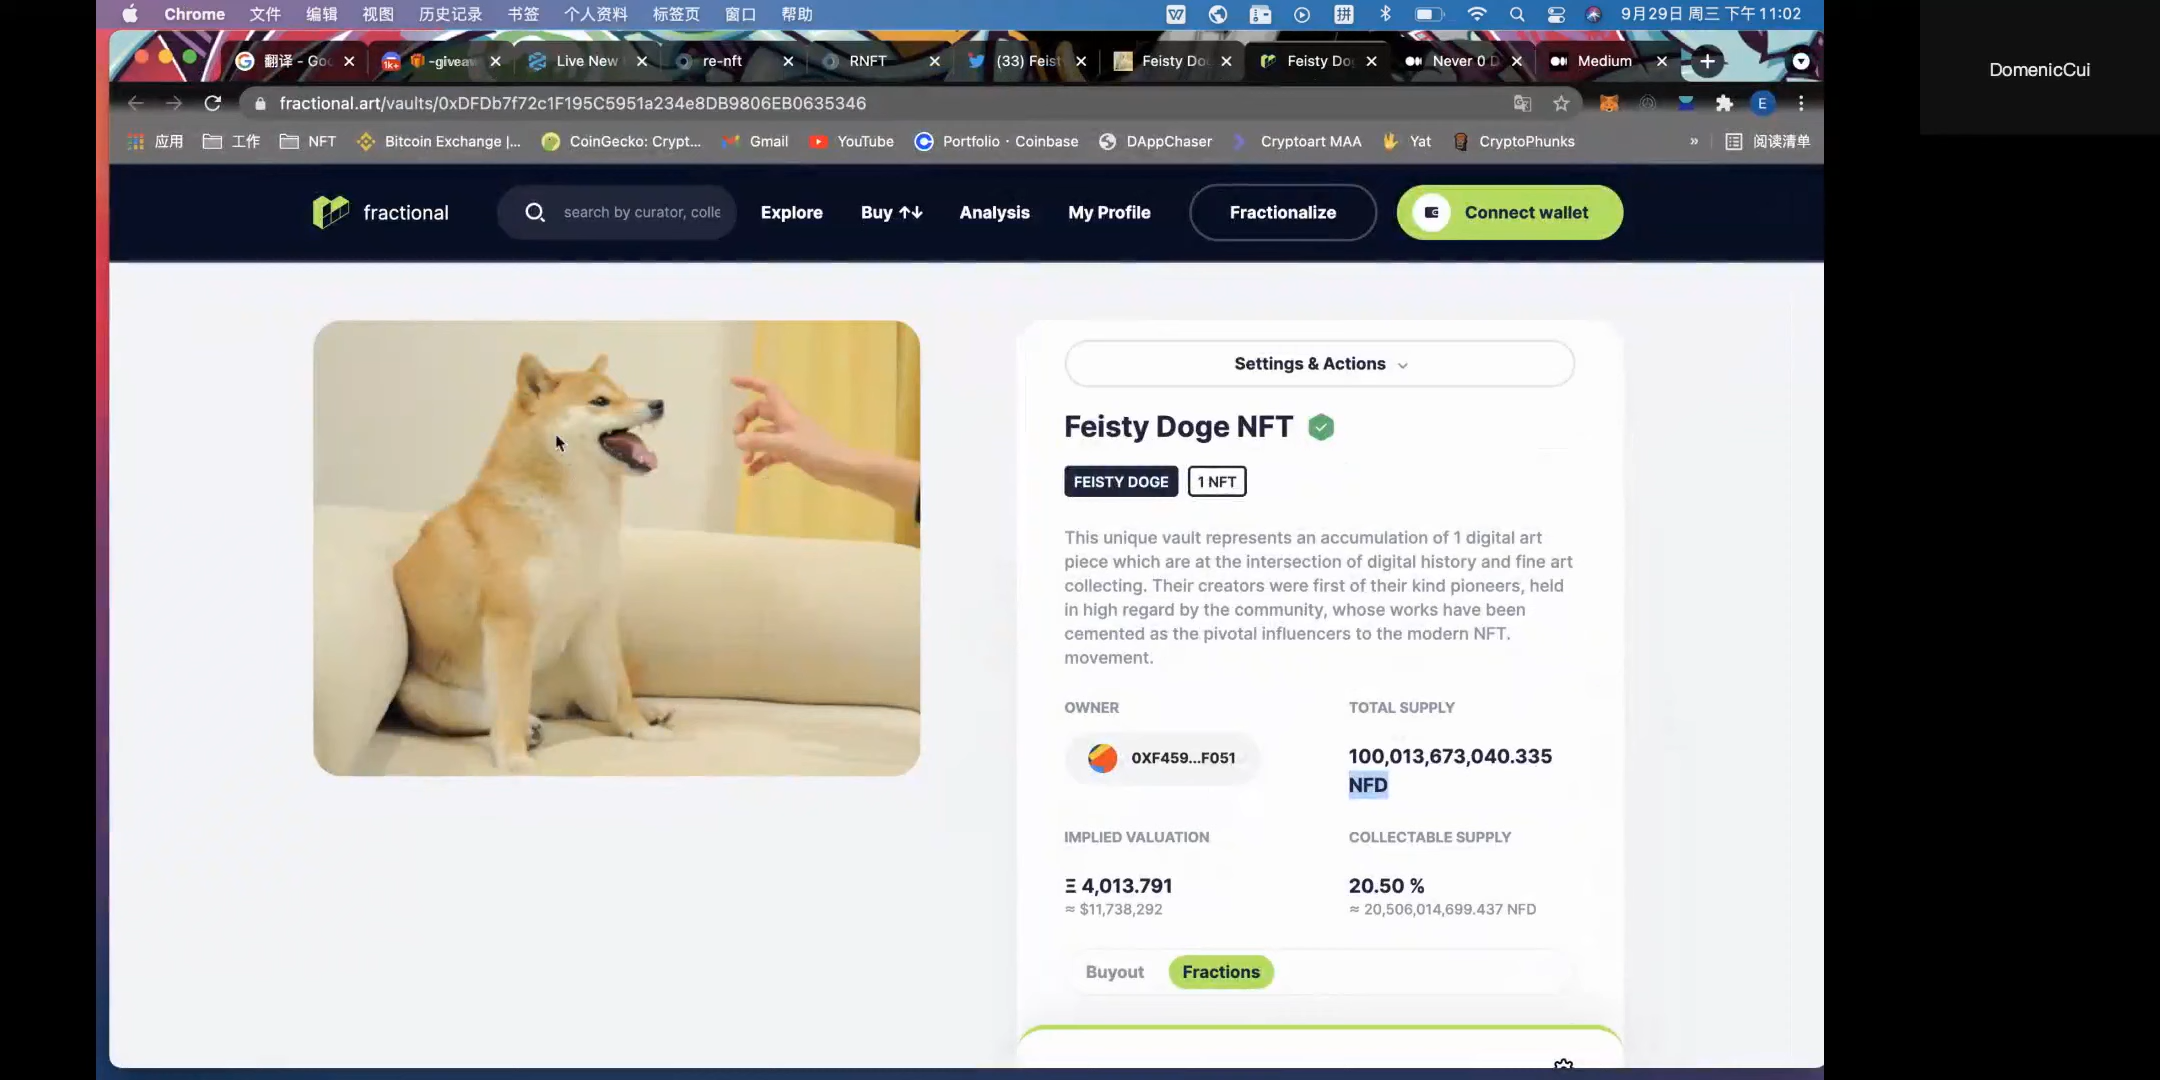 Chrome 文件 编辑 视图 历史记录 书签 个人资料 标签页 窗口 帮助 拼 9月29日 周三 下午11:02
DomenicCui
翻译 - Goo 1k+ -giveaw Live New re-nft RNFT (33) Feist Feisty Do Feisty Dog Never 0 D Medium
fractional.art/vaults/0xDFDb7f72c1F195C5951a234e8DB9806EB0635346 E
应用 工作 NFT Bitcoin Exchange |... CoinGecko: Crypt... Gmail YouTube Portfolio · Coinbase DAppChaser Cryptoart MAA Yat CryptoPhunks » 阅读清单
fractional search by curator, colle Explore Buy ↑↓ Analysis My Profile Fractionalize Connect wallet
Settings & Actions
Feisty Doge NFT
FEISTY DOGE 1 NFT
This unique vault represents an accumulation of 1 digital art
piece which are at the intersection of digital history and fine art
collecting. Their creators were first of their kind pioneers, held
in high regard by the community, whose works have been
cemented as the pivotal influencers to the modern NFT.
movement.
OWNER TOTAL SUPPLY
0XF459...F051 100,013,673,040.335
NFD
IMPLIED VALUATION COLLECTABLE SUPPLY
Ξ 4,013.791 20.50 %
≈ $11,738,292 ≈ 20,506,014,699.437 NFD
Buyout Fractions